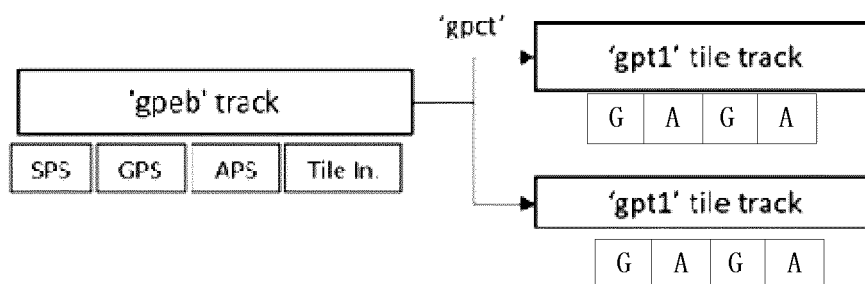 'gpct'
'gpeb' track
SPS GPS APS Tile In.
'gpt1' tile track
G A G A
'gpt1' tile track
G A G A